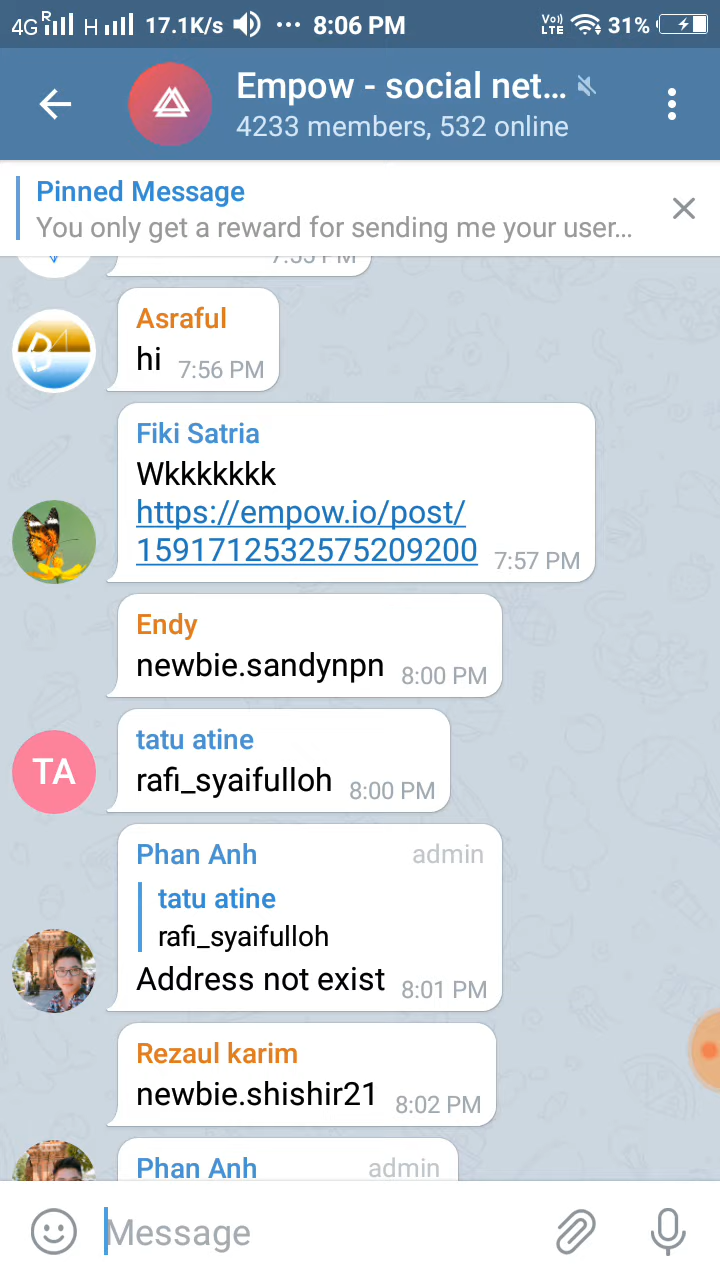 4G R H 17.1K/s ... 8:06 PM Vo)) LTE 31%
Empow - social net...
4233 members, 532 online
Pinned Message
You only get a reward for sending me your user...
Asraful
hi 7:56 PM
Fiki Satria
Wkkkkkkk
https://empow.io/post/
1591712532575209200 7:57 PM
Endy
newbie.sandynpn 8:00 PM
TA
tatu atine
rafi_syaifulloh 8:00 PM
Phan Anh admin
tatu atine
rafi_syaifulloh
Address not exist 8:01 PM
Rezaul karim
newbie.shishir21 8:02 PM
Phan Anh admin
Message